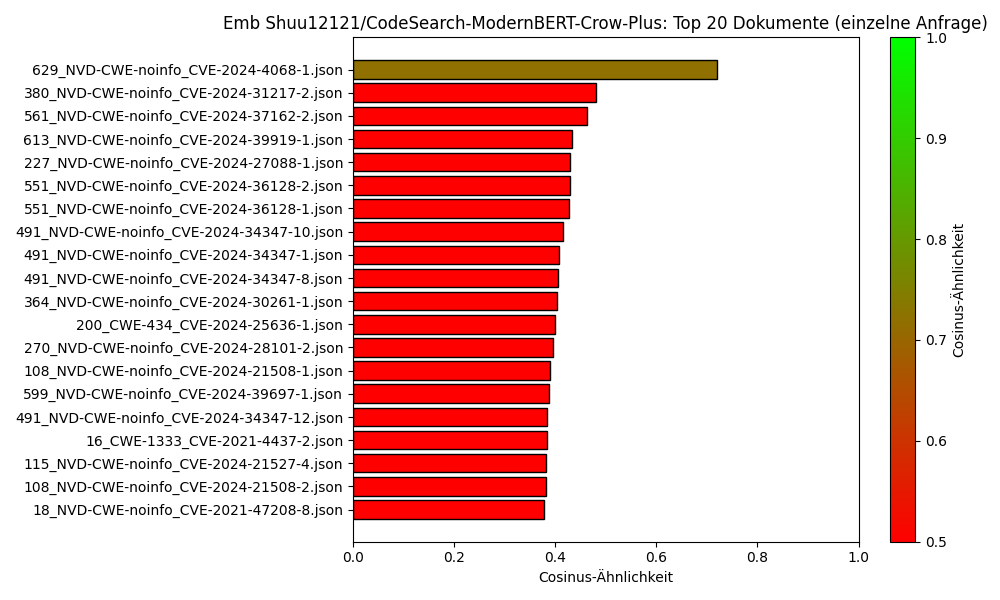 Emb Shuu12121/CodeSearch-ModernBERT-Crow-Plus: Top 20 Dokumente (einzelne Anfrage)
629_NVD-CWE-noinfo_CVE-2024-4068-1.json
380_NVD-CWE-noinfo_CVE-2024-31217-2.json
561_NVD-CWE-noinfo_CVE-2024-37162-2.json
613_NVD-CWE-noinfo_CVE-2024-39919-1.json
227_NVD-CWE-noinfo_CVE-2024-27088-1.json
551_NVD-CWE-noinfo_CVE-2024-36128-2.json
551_NVD-CWE-noinfo_CVE-2024-36128-1.json
491_NVD-CWE-noinfo_CVE-2024-34347-10.json
491_NVD-CWE-noinfo_CVE-2024-34347-1.json
491_NVD-CWE-noinfo_CVE-2024-34347-8.json
364_NVD-CWE-noinfo_CVE-2024-30261-1.json
200_CWE-434_CVE-2024-25636-1.json
270_NVD-CWE-noinfo_CVE-2024-28101-2.json
108_NVD-CWE-noinfo_CVE-2024-21508-1.json
599_NVD-CWE-noinfo_CVE-2024-39697-1.json
491_NVD-CWE-noinfo_CVE-2024-34347-12.json
16_CWE-1333_CVE-2021-4437-2.json
115_NVD-CWE-noinfo_CVE-2024-21527-4.json
108_NVD-CWE-noinfo_CVE-2024-21508-2.json
18_NVD-CWE-noinfo_CVE-2021-47208-8.json
0.0 0.2 0.4 0.6 0.8 1.0
Cosinus-Ähnlichkeit
1.0
0.9
0.8
0.7
0.6
0.5
Cosinus-Ähnlichkeit